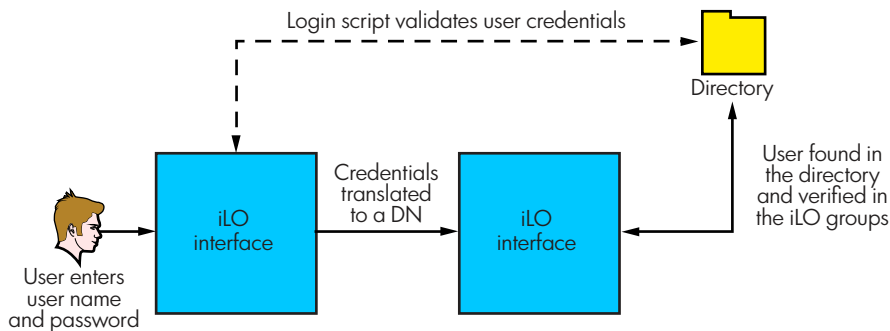 Login script validates user credentials
Directory
User enters
user name
and password
iLO
interface
Credentials
translated
to a DN
iLO
interface
User found in
the directory
and verified in
the iLO groups